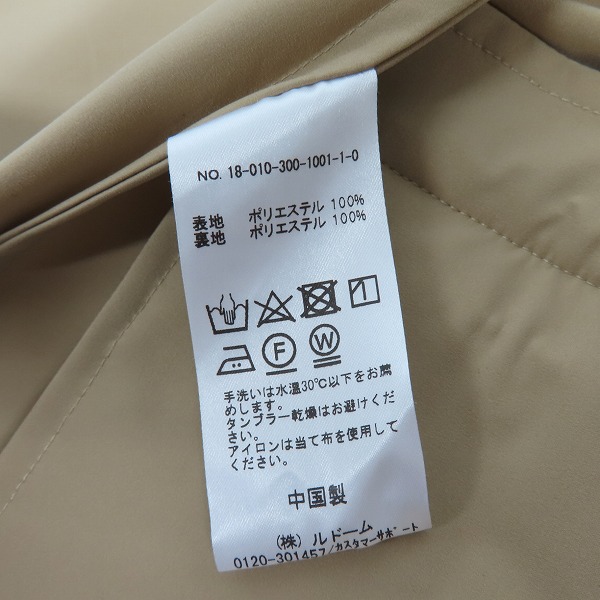 NO. 18-010-300-1001-1-0
表地 ポリエステル 100%
裏地 ポリエステル 100%
F W
手洗いは水温30℃以下をお薦
めします。
タンブラー乾燥はお避けくだ
さい。
アイロンは当て布を使用して
ください。
中国製
(株) ルドーム
0120-301457/カスタマーサポート